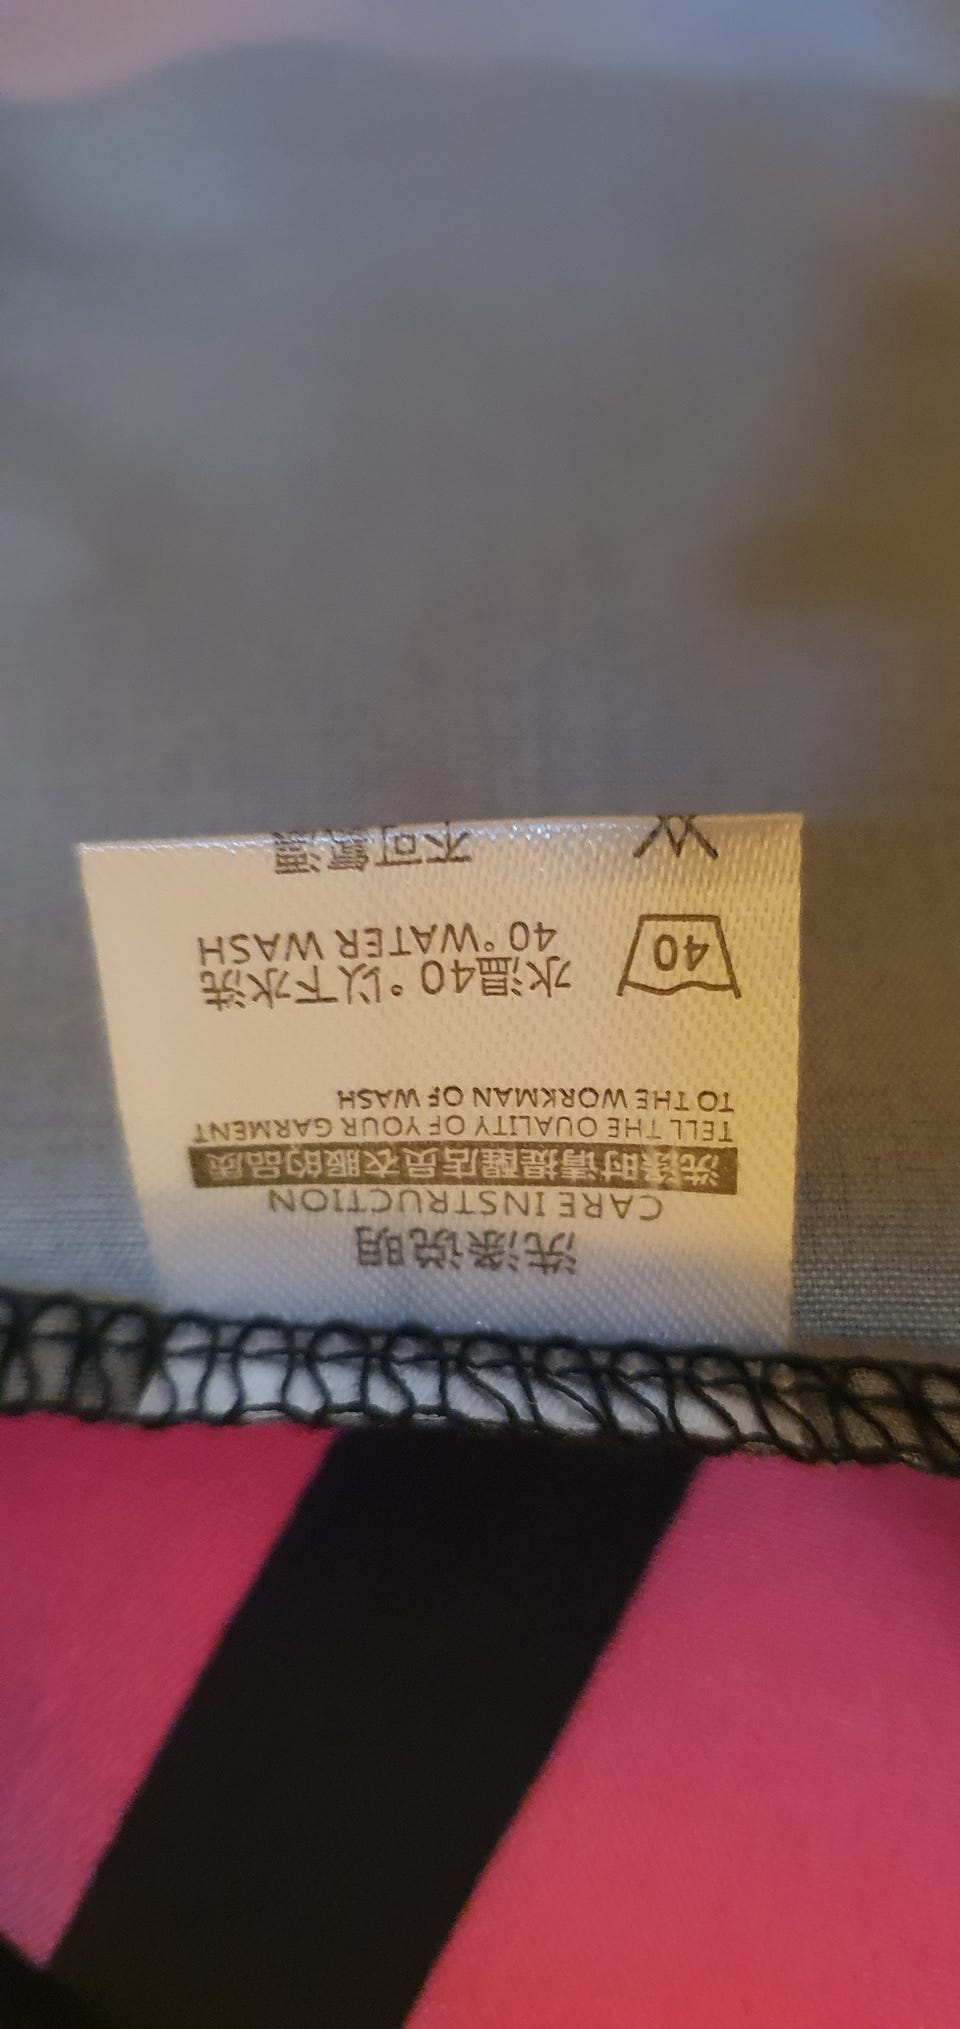 洗涤说明
CARE INSTRUCTION
洗涤时请提醒店员衣服的品质
TELL THE QUALITY OF YOUR GARMENT
TO THE WORKMAN OF WASH
40
水温40°以下水洗
40°WATER WASH
不可